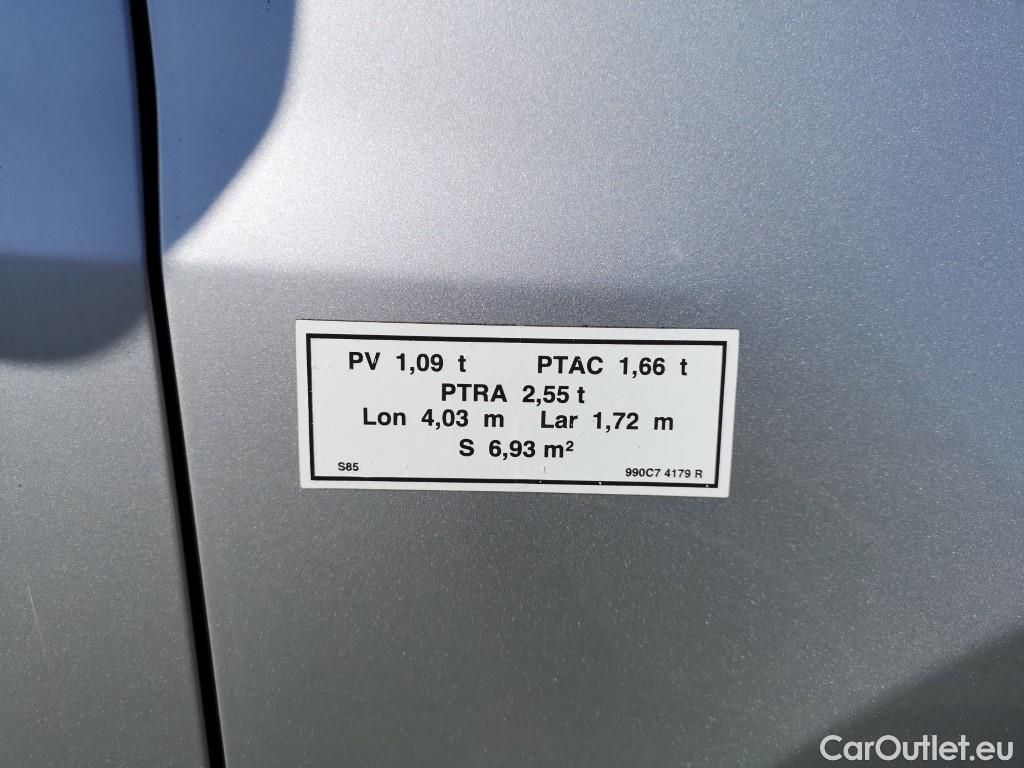 PV 1,09 t PTAC 1,66 t
PTRA 2,55 t
Lon 4,03 m Lar 1,72 m
S 6,93 m²
S85 990C7 4179 R
CarOutlet.eu